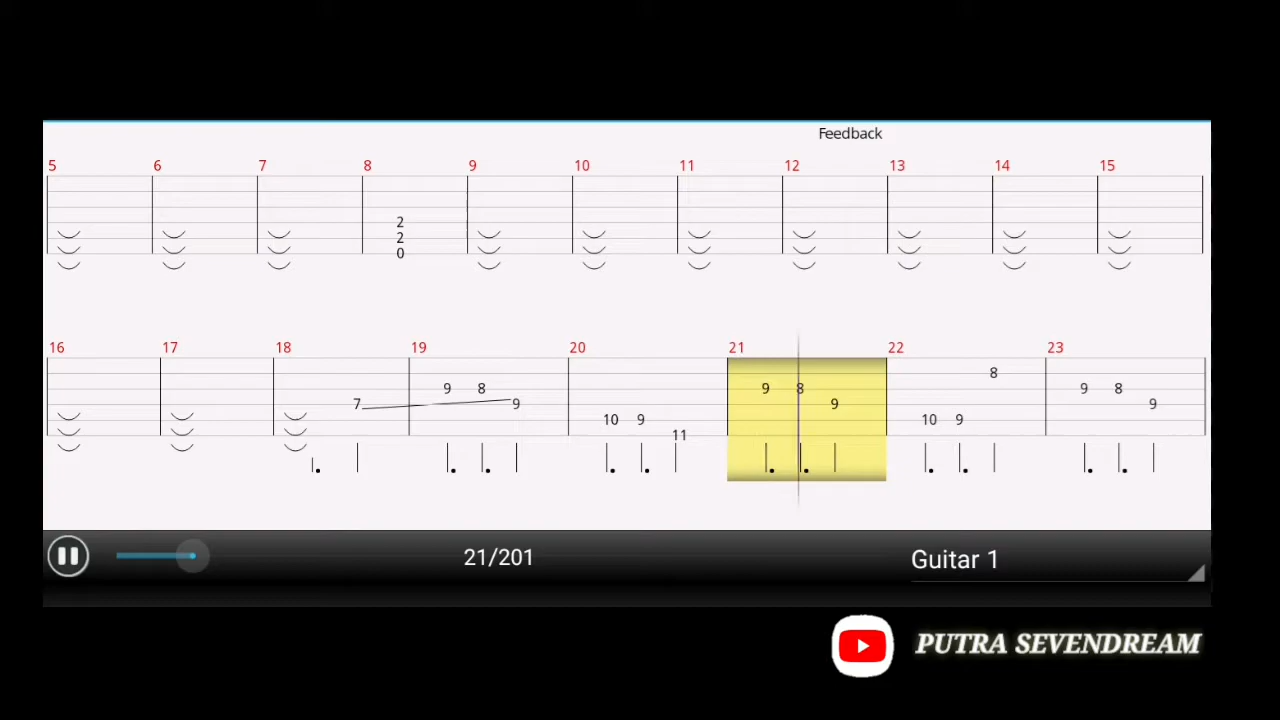 Feedback
5 6 7 8 9 10 11 12 13 14 15
2
2
0
16 17 18 19 20 21 22 23
8
9 8 9 8 9 8
7 9 9 9
10 9 10 9
11
21/201
Guitar 1
PUTRA SEVENDREAM